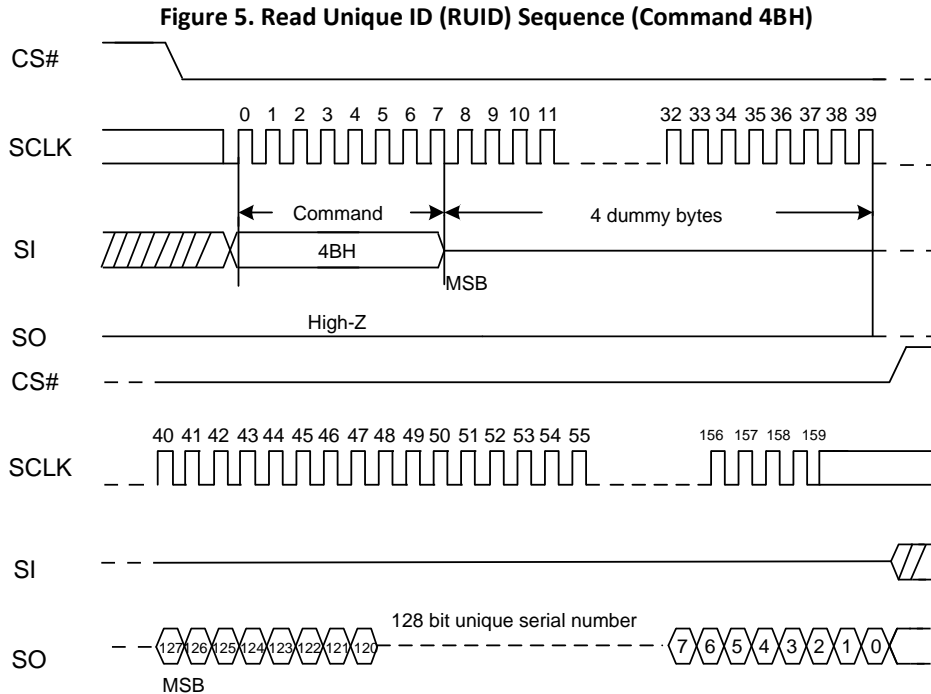 Figure 5. Read Unique ID (RUID) Sequence (Command 4BH)
CS#
0 1 2 3 4 5 6 7 8 9 10 11 32 33 34 35 36 37 38 39
SCLK
Command 4 dummy bytes
SI 4BH
MSB
High-Z
SO
CS#
40 41 42 43 44 45 46 47 48 49 50 51 52 53 54 55 156 157 158 159
SCLK
SI
128 bit unique serial number
SO 127 126 125 124 123 122 121 120 7 6 5 4 3 2 1 0
MSB